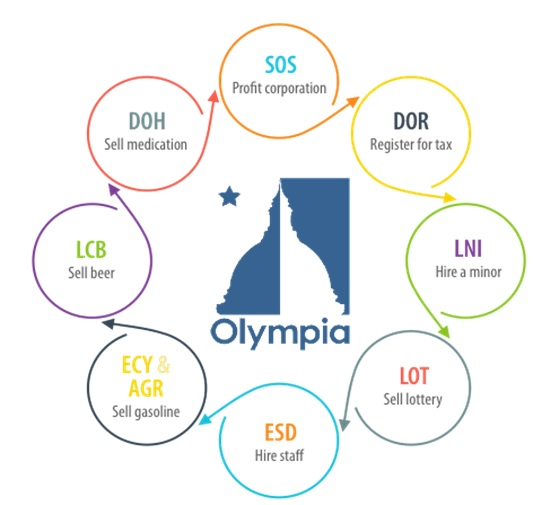 SOS
Profit corporation
DOR
Register for tax
LNI
Hire a minor
LOT
Sell lottery
ESD
Hire staff
ECY &
AGR
Sell gasoline
LCB
Sell beer
DOH
Sell medication
Olympia